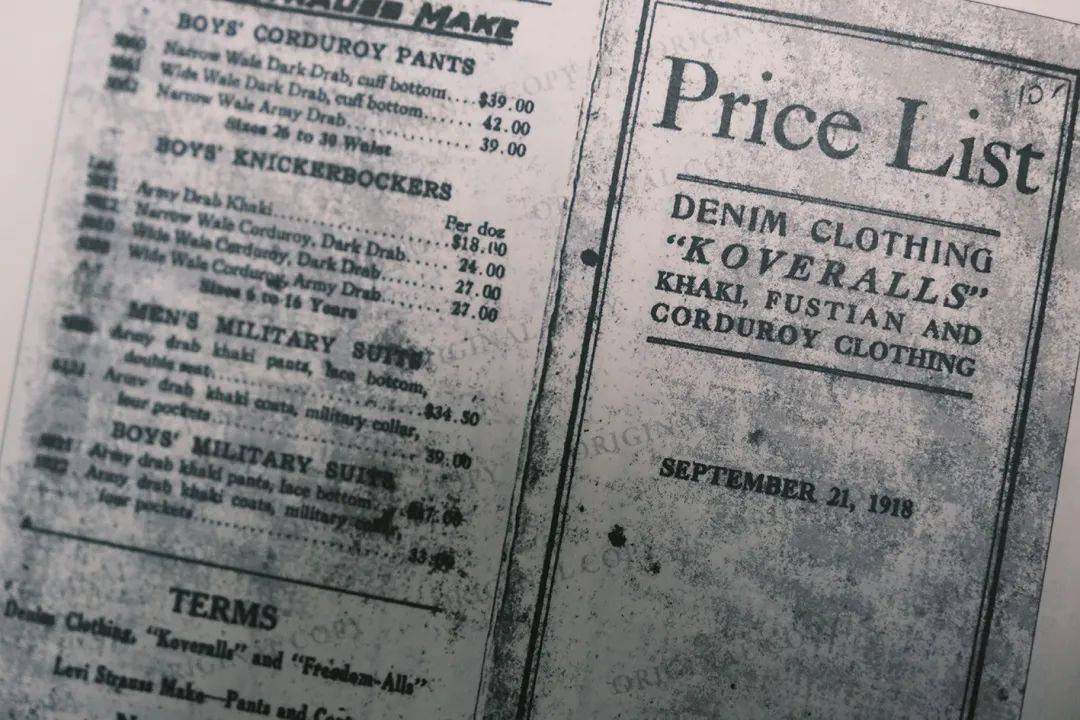 STRAUSS MAKE
BOYS' CORDUROY PANTS
Narrow Wale Dark Drab, cuff bottom....$39.00
Wide Wale Dark Drab, cuff bottom....... 42.00
Narrow Wale Army Drab.................. 39.00
Sizes 26 to 30 Waist
BOYS' KNICKERBOCKERS
Per doz
Army Drab Khaki.........................$18.00
Narrow Wale Corduroy, Dark Drab..... 24.00
Wide Wale Corduroy, Dark Drab....... 27.00
Wide Wale Corduroy, Army Drab....... 27.00
Sizes 6 to 16 Years
MEN'S MILITARY SUITS
Army drab khaki pants, lace bottom,
double seat............................$34.50
Army drab khaki coats, military collar,
four pockets........................... 39.00
BOYS' MILITARY SUITS
Army drab khaki pants, lace bottom
Army drab khaki coats, military
four pockets...........................
TERMS
Denim Clothing, "Koveralls" and "Freedom-Alls"
Levi Strauss Make—Pants and
10
Price List
DENIM CLOTHING
"KOVERALLS"
KHAKI, FUSTIAN AND
CORDUROY CLOTHING
SEPTEMBER 21, 1918
ORIGINAL COPY